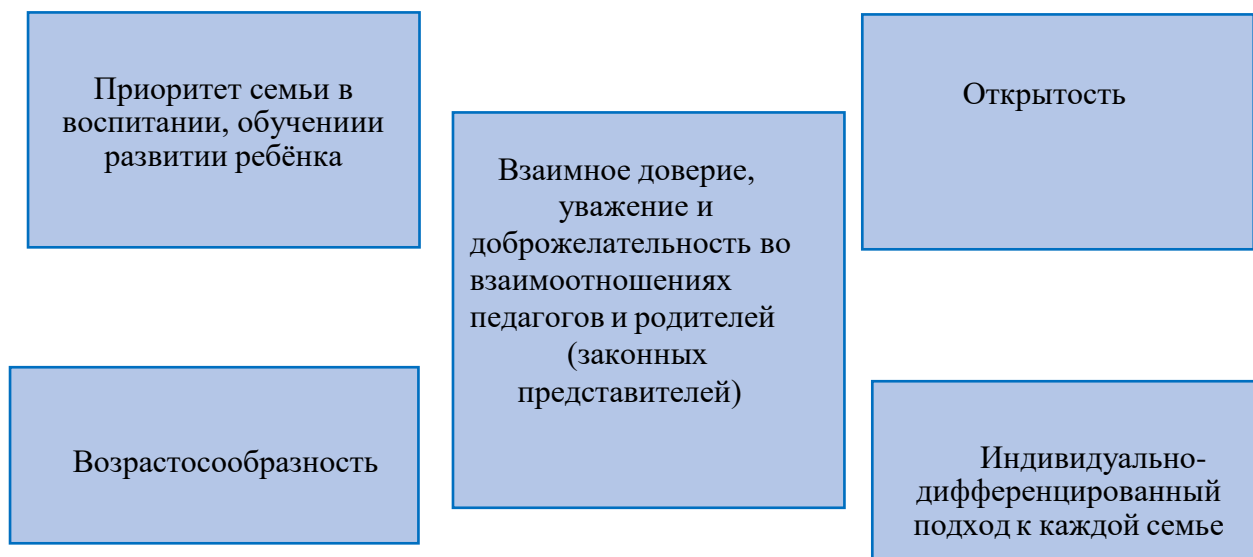 Приоритет семьи в
воспитании, обучениии
развитии ребёнка
Открытость
Взаимное доверие,
уважение и
доброжелательность во
взаимоотношениях
педагогов и родителей
(законных
представителей)
Возрастосообразность
Индивидуально-
дифференцированный
подход к каждой семье